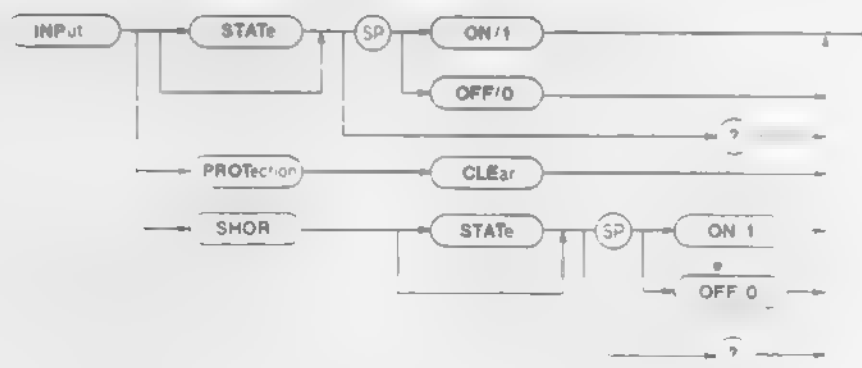 INPut STATe SP ON/1
OFF/0
?
PROTection CLEar
SHOR STATe SP ON 1
OFF 0
?